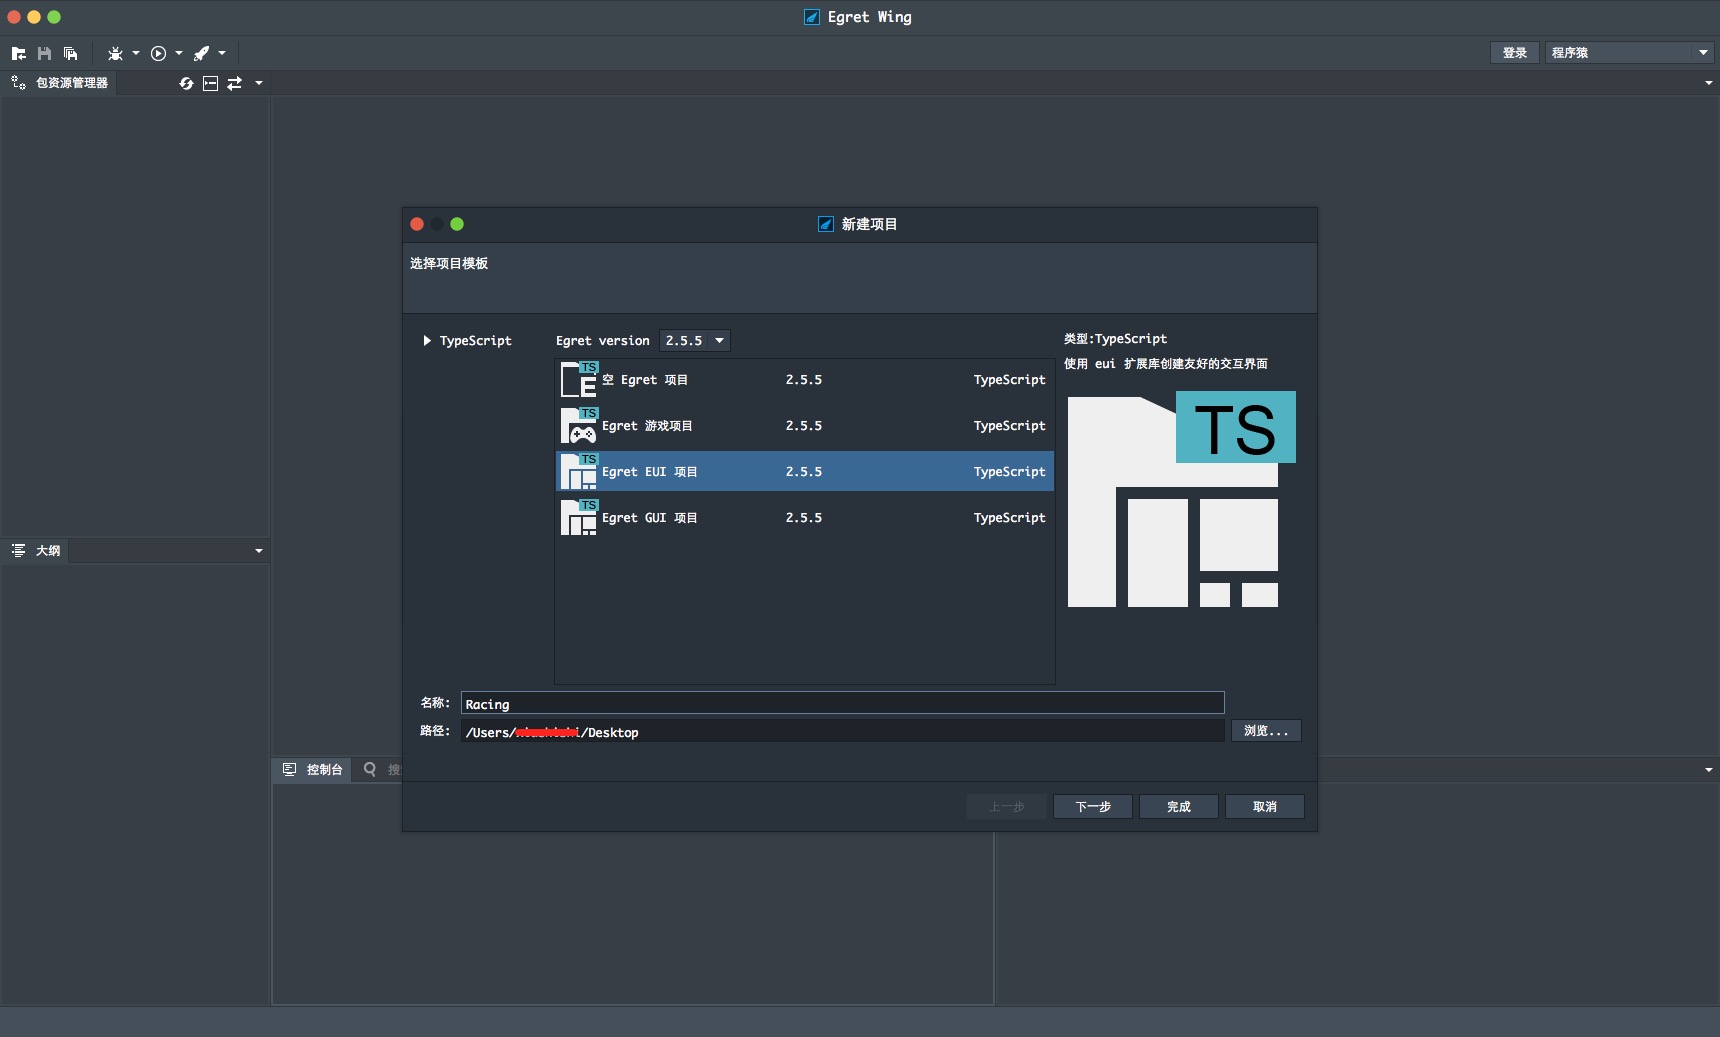 Egret Wing
登录
程序猿
包资源管理器
新建项目
选择项目模板
TypeScript
Egret version 2.5.5
TS 空 Egret 项目 2.5.5 TypeScript
TS Egret 游戏项目 2.5.5 TypeScript
TS Egret EUI 项目 2.5.5 TypeScript
TS Egret GUI 项目 2.5.5 TypeScript
类型:TypeScript
使用 eui 扩展库创建友好的交互界面
TS
大纲
名称: Racing
路径: /Users/ /Desktop 浏览...
控制台
上一步 下一步 完成 取消